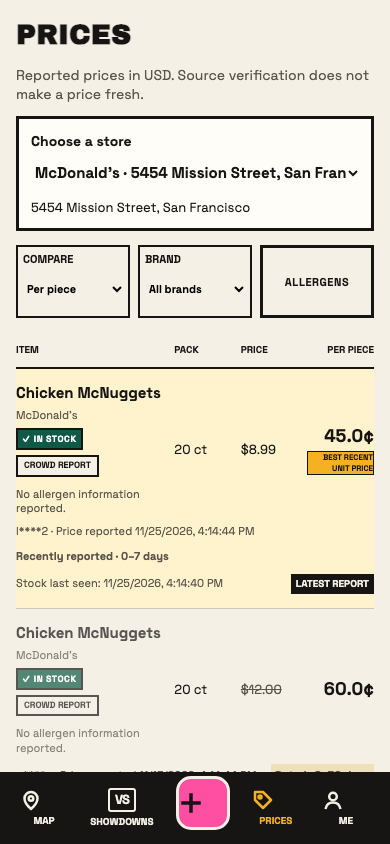 PRICES
Reported prices in USD. Source verification does not
make a price fresh.
Choose a store
McDonald's · 5454 Mission Street, San Fran
5454 Mission Street, San Francisco
COMPARE
Per piece
BRAND
All brands
ALLERGENS
ITEM PACK PRICE PER PIECE
Chicken McNuggets
McDonald's
✓ IN STOCK
CROWD REPORT
20 ct $8.99 45.0¢
BEST RECENT
UNIT PRICE
No allergen information
reported.
l****2 · Price reported 11/25/2026, 4:14:44 PM
Recently reported · 0–7 days
Stock last seen: 11/25/2026, 4:14:40 PM LATEST REPORT
Chicken McNuggets
McDonald's
✓ IN STOCK
CROWD REPORT
20 ct $12.00 60.0¢
No allergen information
reported.
MAP
VS
SHOWDOWNS
+
PRICES
ME